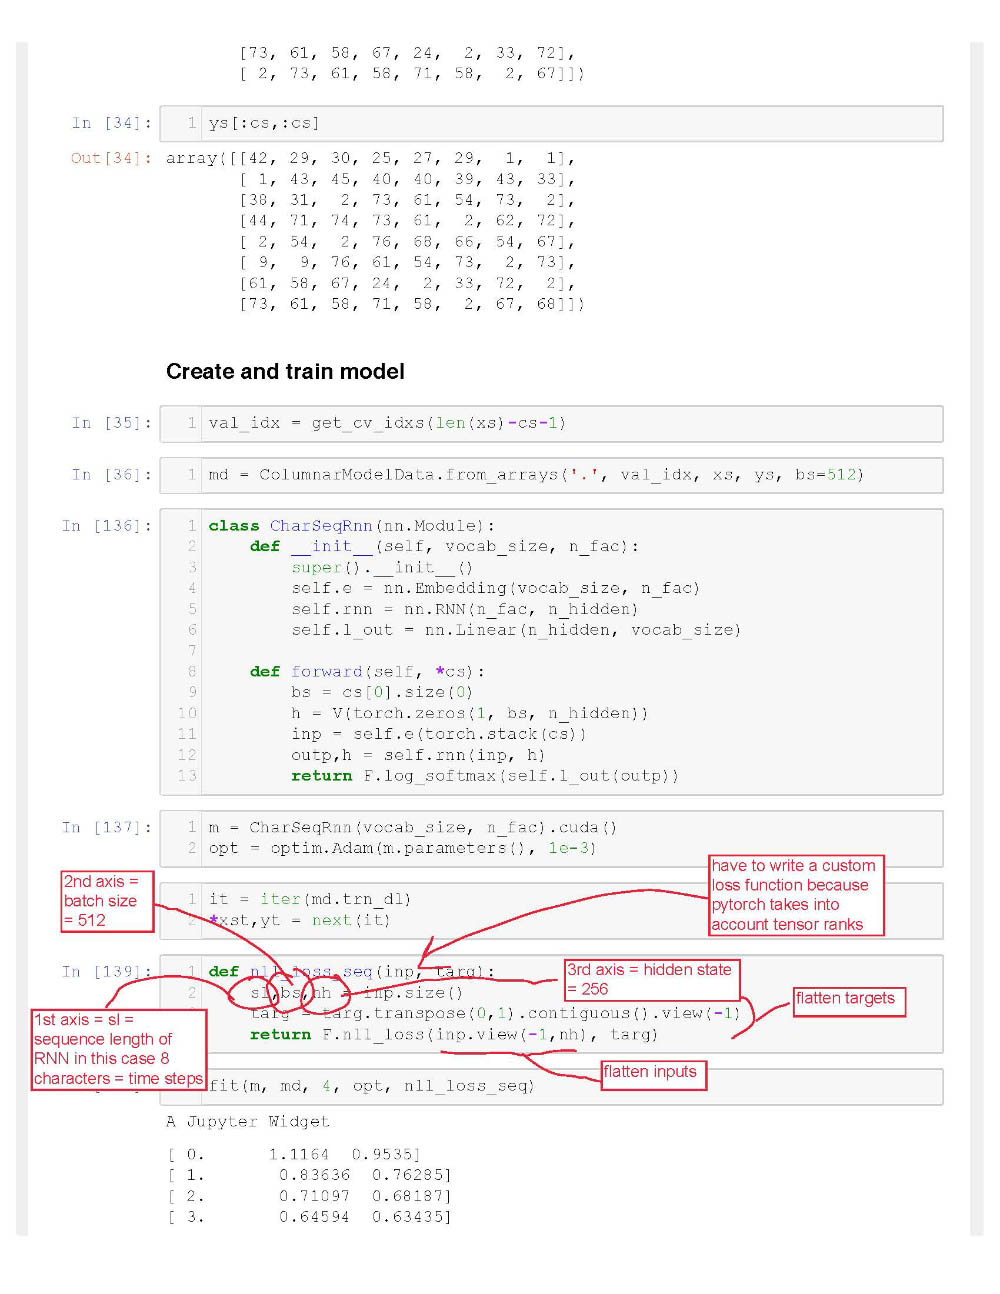 [73, 61, 58, 67, 24, 2, 33, 72],
[ 2, 73, 61, 58, 71, 58, 2, 67]])
In [34]: 1 ys[:cs,:cs]
Out[34]: array([[42, 29, 30, 25, 27, 29, 1, 1],
[ 1, 43, 45, 40, 40, 39, 43, 33],
[38, 31, 2, 73, 61, 54, 73, 2],
[44, 71, 74, 73, 61, 2, 62, 72],
[ 2, 54, 2, 76, 68, 66, 54, 67],
[ 9, 9, 76, 61, 54, 73, 2, 73],
[61, 58, 67, 24, 2, 33, 72, 2],
[73, 61, 58, 71, 58, 2, 67, 68]])
Create and train model
In [35]: 1 val_idx = get_cv_idxs(len(xs)-cs-1)
In [36]: 1 md = ColumnarModelData.from_arrays('.', val_idx, xs, ys, bs=512)
In [136]: 1 class CharSeqRnn(nn.Module):
2 def __init__(self, vocab_size, n_fac):
3 super().__init__()
4 self.e = nn.Embedding(vocab_size, n_fac)
5 self.rnn = nn.RNN(n_fac, n_hidden)
6 self.l_out = nn.Linear(n_hidden, vocab_size)
7
8 def forward(self, *cs):
9 bs = cs[0].size(0)
10 h = V(torch.zeros(1, bs, n_hidden))
11 inp = self.e(torch.stack(cs))
12 outp,h = self.rnn(inp, h)
13 return F.log_softmax(self.l_out(outp))
In [137]: 1 m = CharSeqRnn(vocab_size, n_fac).cuda()
2 opt = optim.Adam(m.parameters(), 1e-3)
have to write a custom
loss function because
pytorch takes into
account tensor ranks
2nd axis =
batch size
= 512
1 it = iter(md.trn_dl)
2 *xst,yt = next(it)
In [139]: 1 def nll_loss_seq(inp, targ):
2 sl,bs,nh = inp.size()
targ = targ.transpose(0,1).contiguous().view(-1)
return F.nll_loss(inp.view(-1,nh), targ)
3rd axis = hidden state
= 256
flatten targets
1st axis = sl =
sequence length of
RNN in this case 8
characters = time steps
flatten inputs
fit(m, md, 4, opt, nll_loss_seq)
A Jupyter Widget
[ 0. 1.1164 0.9535]
[ 1. 0.83636 0.76285]
[ 2. 0.71097 0.68187]
[ 3. 0.64594 0.63435]